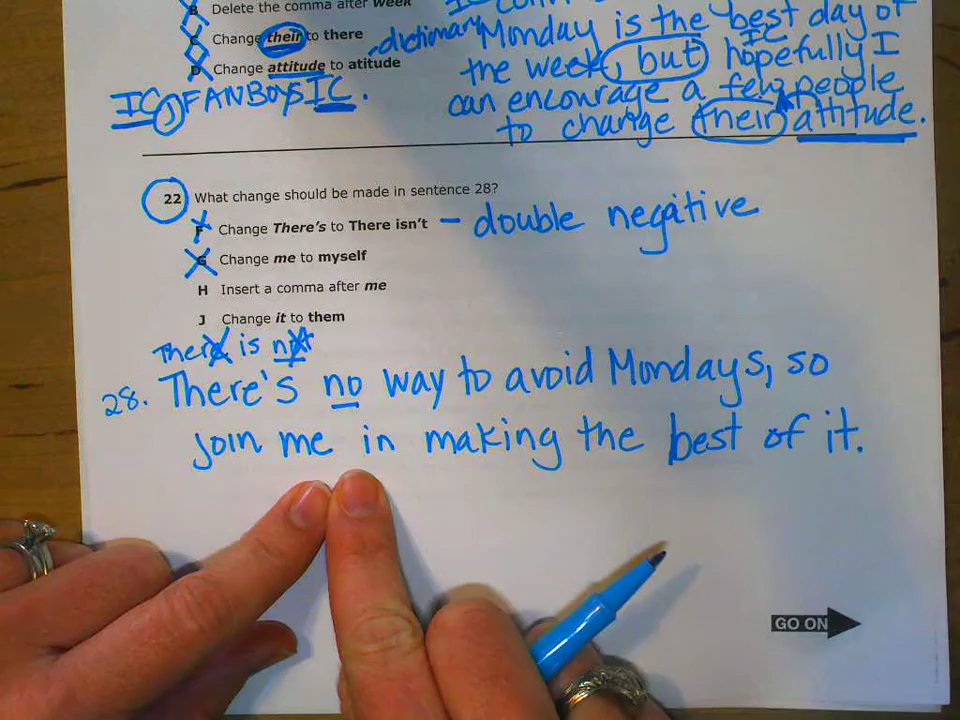 B Delete the comma after week
C Change their to there
D Change attitude to atitude
dictionary
IC, FANBOYS IC.
Monday is the best day of
IC
the week, but hopefully I
can encourage a few people
to change their attitude.
22 What change should be made in sentence 28?
F Change There's to There isn't – double negative
G Change me to myself
H Insert a comma after me
J Change it to them
There is not
28. There's no way to avoid Mondays, so
join me in making the best of it.
GO ON